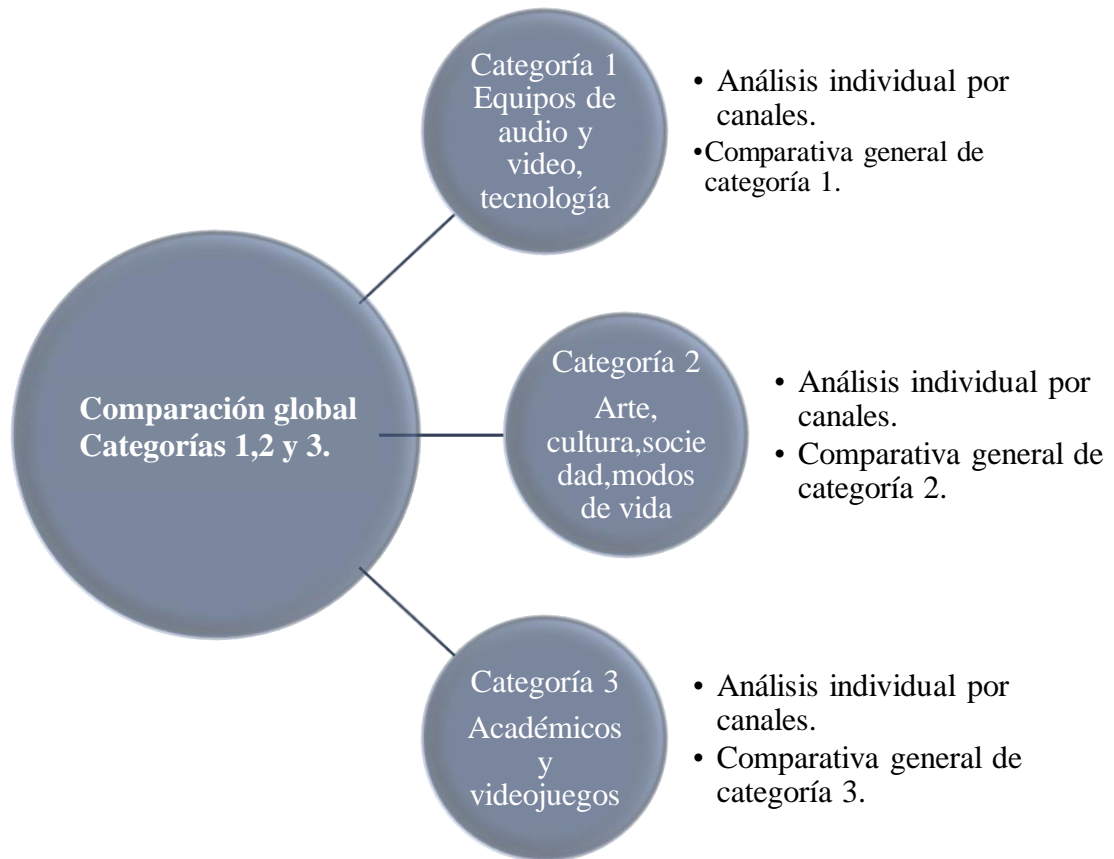 Categoría 1
Equipos de
audio y
video,
tecnología
• Análisis individual por
canales.
•Comparativa general de
categoría 1.
Comparación global
Categorías 1,2 y 3.
Categoría 2
Arte,
cultura,socie
dad,modos
de vida
• Análisis individual por
canales.
• Comparativa general de
categoría 2.
Categoría 3
Académicos
y
videojuegos
• Análisis individual por
canales.
• Comparativa general de
categoría 3.